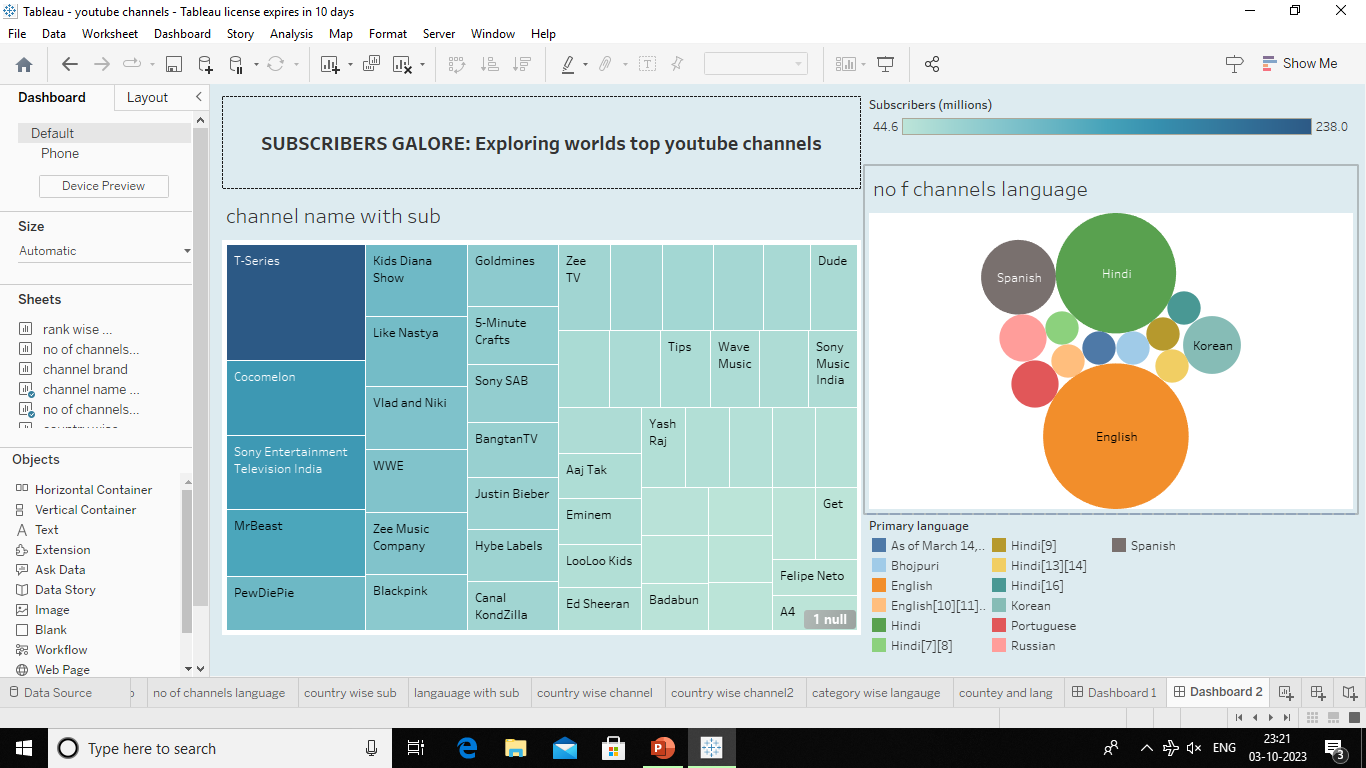 Tableau - youtube channels - Tableau license expires in 10 days
File Data Worksheet Dashboard Story Analysis Map Format Server Window Help
Show Me
Dashboard Layout
Default
Phone
Device Preview
Size
Automatic
Sheets
rank wise ...
no of channels...
channel brand
channel name ...
no of channels...
Objects
Horizontal Container
Vertical Container
Text
Extension
Ask Data
Data Story
Image
Blank
Workflow
Web Page
SUBSCRIBERS GALORE: Exploring worlds top youtube channels
channel name with sub
T-Series
Cocomelon
Sony Entertainment
Television India
MrBeast
PewDiePie
Kids Diana
Show
Like Nastya
Vlad and Niki
WWE
Zee Music
Company
Blackpink
Goldmines
5-Minute
Crafts
Sony SAB
BangtanTV
Justin Bieber
Hybe Labels
Canal
KondZilla
Zee
TV
Dude
Tips
Wave
Music
Sony
Music
India
Aaj Tak
Eminem
LooLoo Kids
Ed Sheeran
Yash
Raj
Badabun
Get
Felipe Neto
A4
1 null
Subscribers (millions)
44.6 238.0
no f channels language
Spanish
Hindi
Korean
English
Primary language
As of March 14,..
Bhojpuri
English
English[10][11]..
Hindi
Hindi[7][8]
Hindi[9]
Hindi[13][14]
Hindi[16]
Korean
Portuguese
Russian
Spanish
Data Source
no of channels language
country wise sub
langauage with sub
country wise channel
country wise channel2
category wise langauge
countey and lang
Dashboard 1
Dashboard 2
Type here to search
ENG
23:21
03-10-2023
3